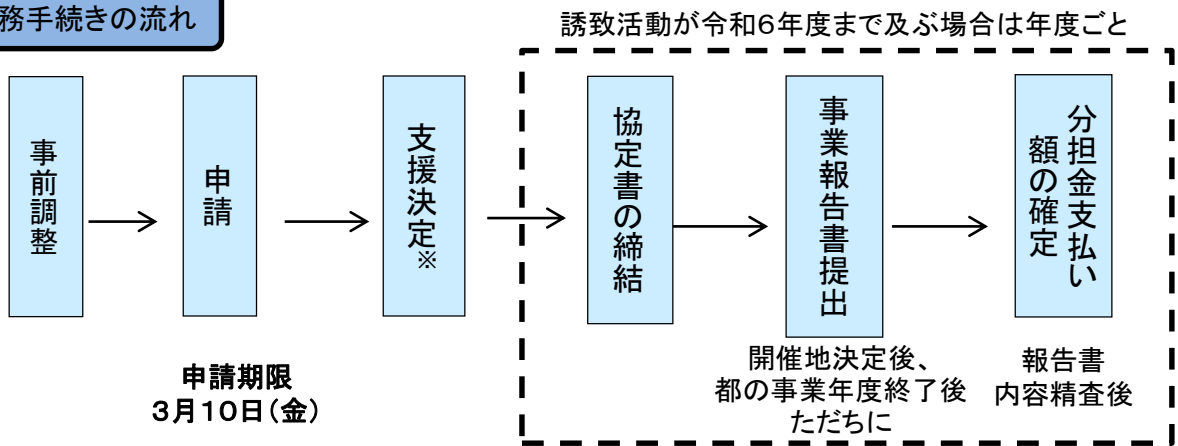 務手続きの流れ
誘致活動が令和6年度まで及ぶ場合は年度ごと
事前調整
申請
支援決定※
協定書の締結
事業報告書提出
分担金支払い
額の確定
申請期限
3月10日(金)
開催地決定後、
都の事業年度終了後
ただちに
報告書
内容精査後